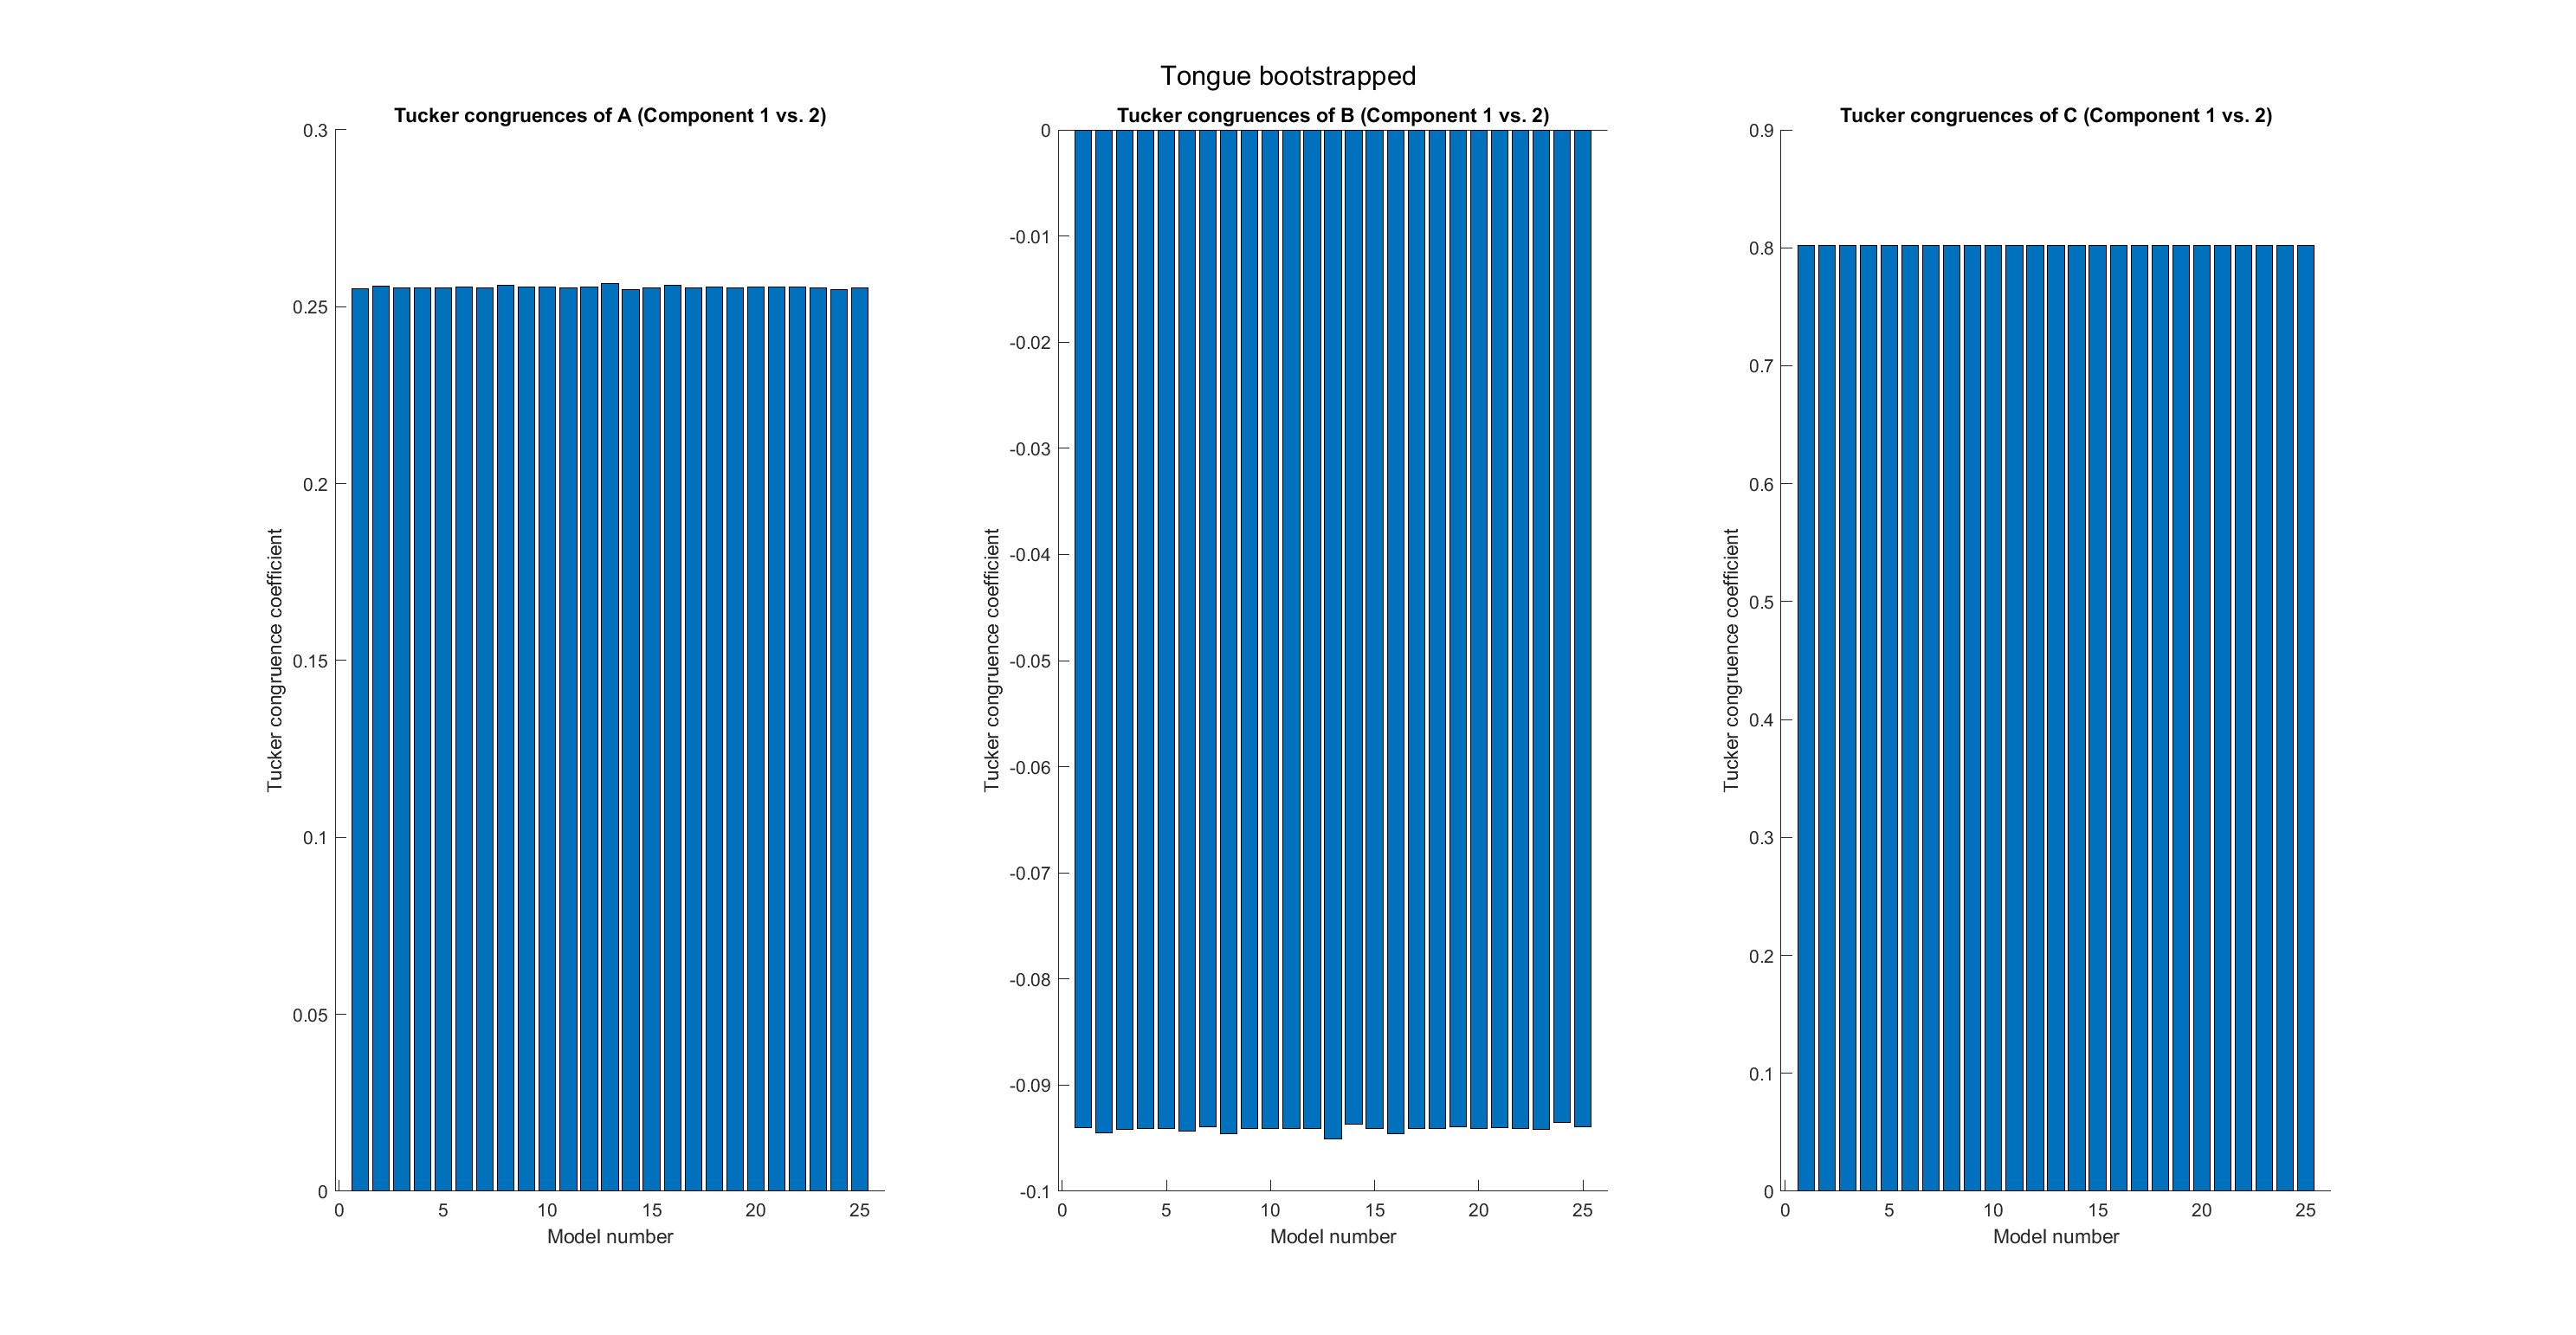 Tongue bootstrapped
Tucker congruences of A (Component 1 vs. 2)
0.3
0.25
0.2
0.15
0.1
0.05
0
Tucker congruence coefficient
0 5 10 15 20 25
Model number
Tucker congruences of B (Component 1 vs. 2)
0
-0.01
-0.02
-0.03
-0.04
-0.05
-0.06
-0.07
-0.08
-0.09
-0.1
Tucker congruence coefficient
0 5 10 15 20 25
Model number
Tucker congruences of C (Component 1 vs. 2)
0.9
0.8
0.7
0.6
0.5
0.4
0.3
0.2
0.1
0
Tucker congruence coefficient
0 5 10 15 20 25
Model number